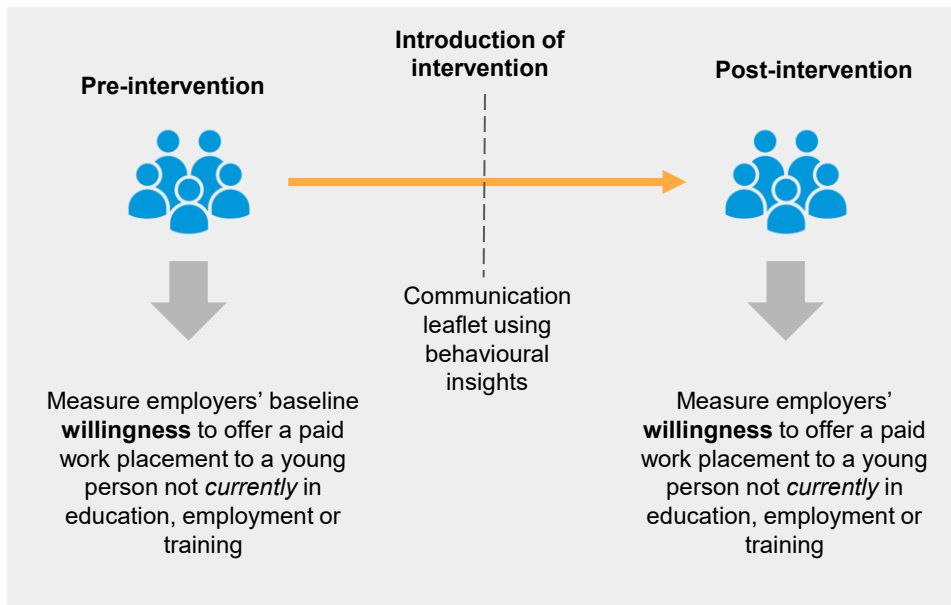 Pre-intervention
Introduction of
intervention
Post-intervention
Communication
leaflet using
behavioural
insights
Measure employers’ baseline
willingness to offer a paid
work placement to a young
person not currently in
education, employment or
training
Measure employers’
willingness to offer a paid
work placement to a young
person not currently in
education, employment or
training